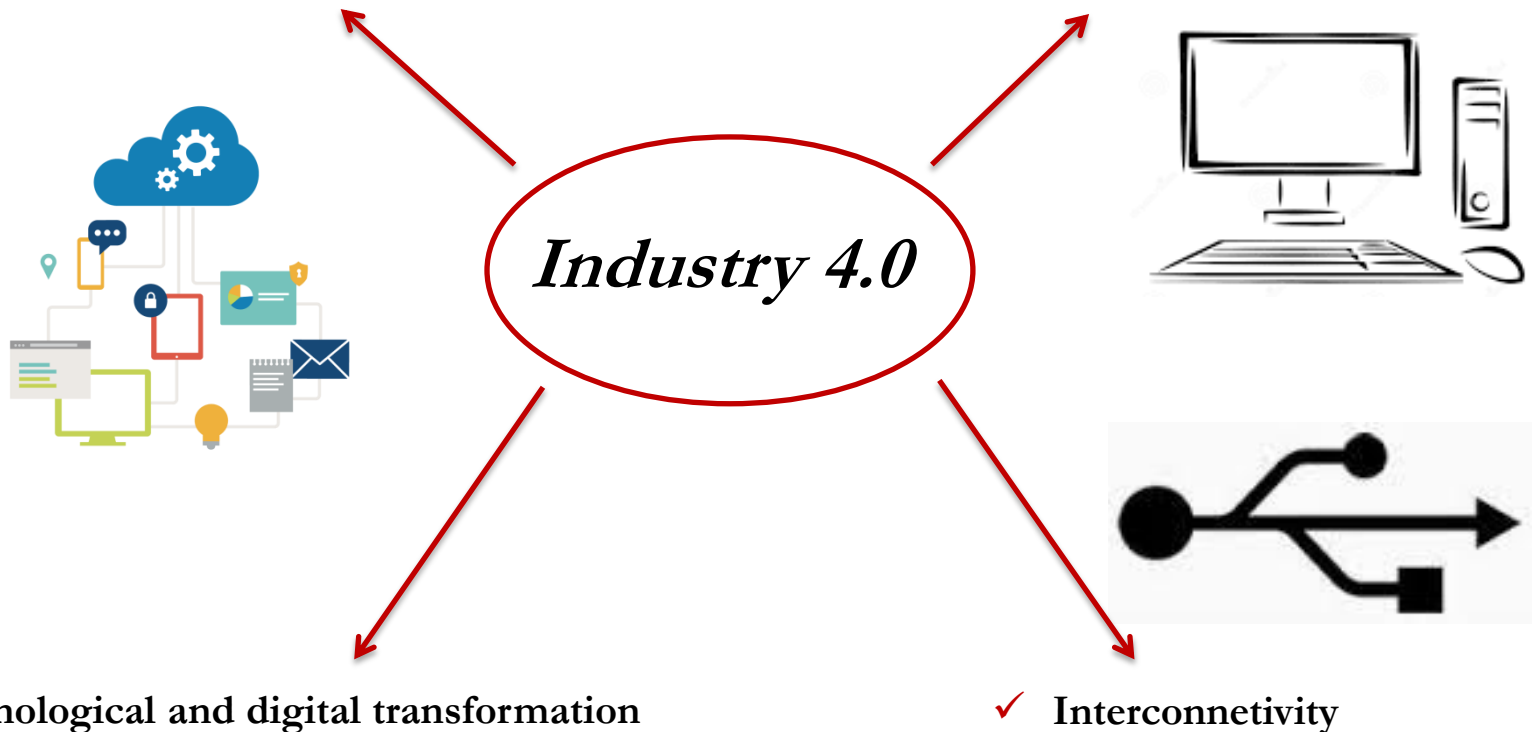 Industry 4.0
nological and digital transformation
✓ Interconnetivity